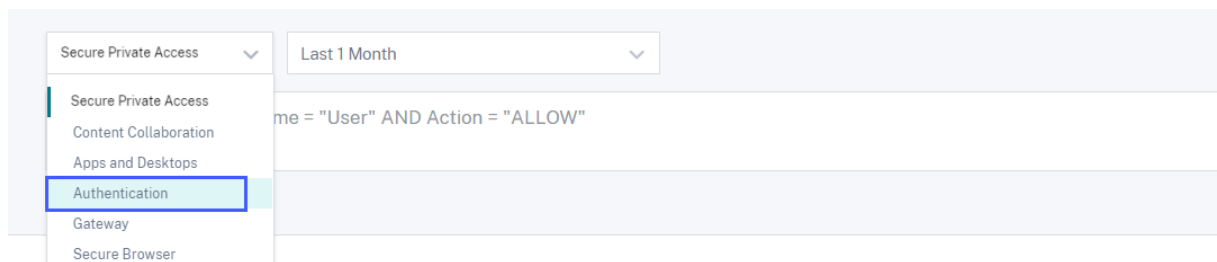 Secure Private Access
Last 1 Month
Secure Private Access
me = "User" AND Action = "ALLOW"
Content Collaboration
Apps and Desktops
Authentication
Gateway
Secure Browser